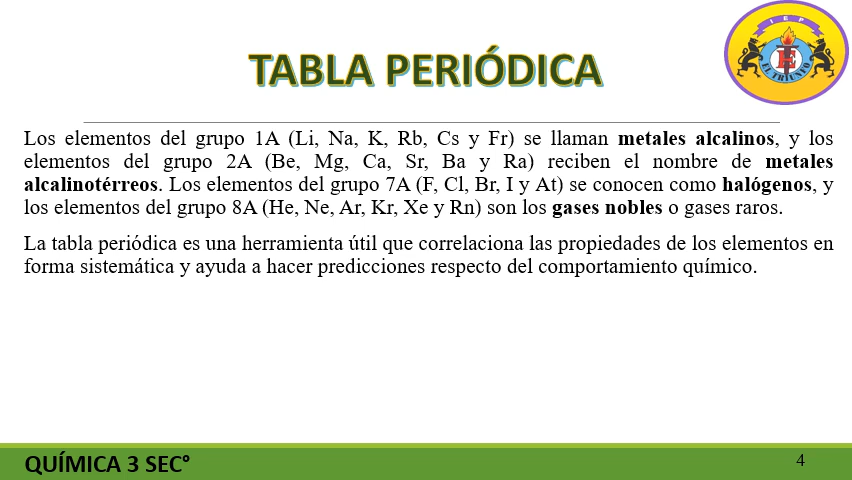 TABLA PERIÓDICA
I E P
EL TRIUNFO
Los elementos del grupo 1A (Li, Na, K, Rb, Cs y Fr) se llaman metales alcalinos, y los
elementos del grupo 2A (Be, Mg, Ca, Sr, Ba y Ra) reciben el nombre de metales
alcalinotérreos. Los elementos del grupo 7A (F, Cl, Br, I y At) se conocen como halógenos, y
los elementos del grupo 8A (He, Ne, Ar, Kr, Xe y Rn) son los gases nobles o gases raros.
La tabla periódica es una herramienta útil que correlaciona las propiedades de los elementos en
forma sistemática y ayuda a hacer predicciones respecto del comportamiento químico.
QUÍMICA 3 SEC°
4